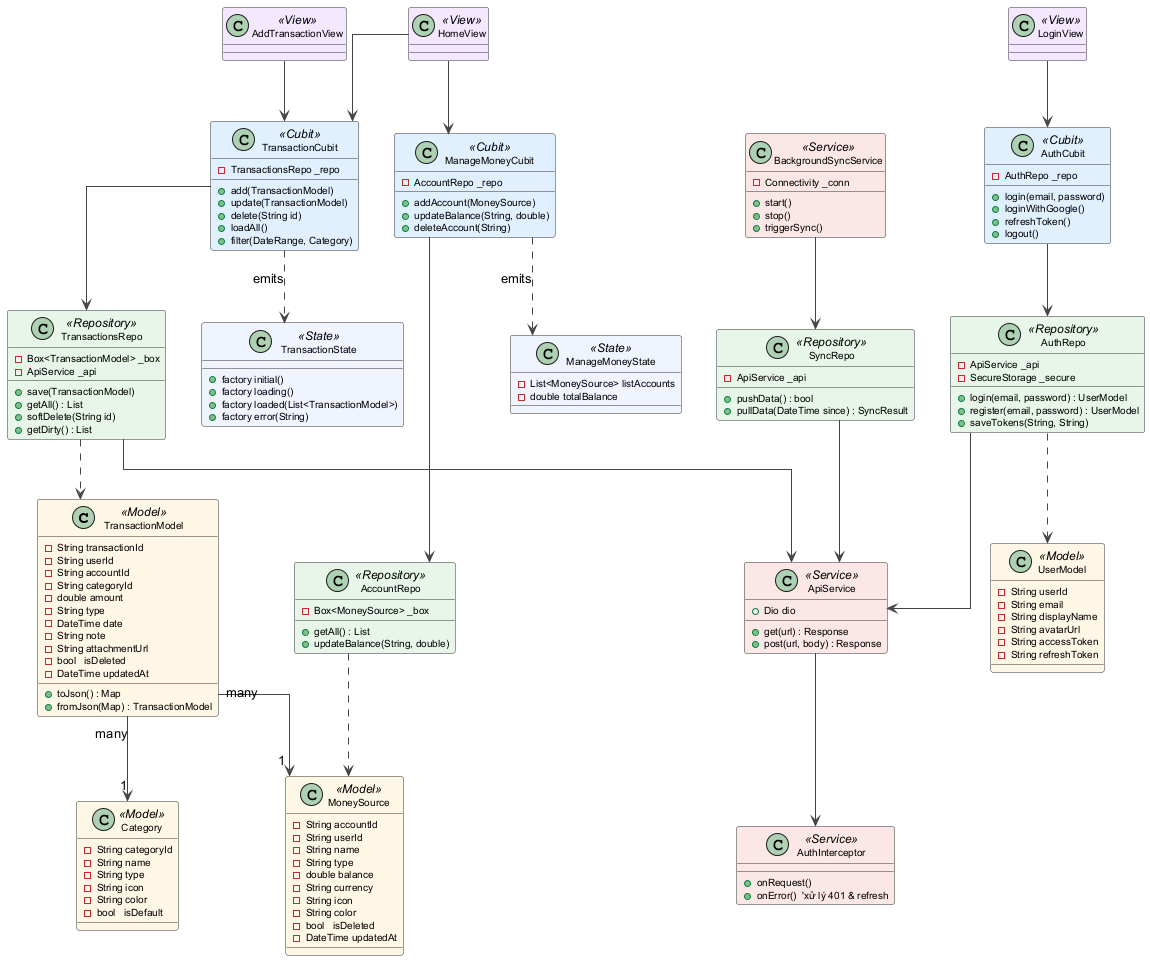 C
«View»
AddTransactionView
C
«View»
HomeView
C
«View»
LoginView
C
«Cubit»
TransactionCubit
TransactionsRepo _repo
add(TransactionModel)
update(TransactionModel)
delete(String id)
loadAll()
filter(DateRange, Category)
C
«Cubit»
ManageMoneyCubit
AccountRepo _repo
addAccount(MoneySource)
updateBalance(String, double)
deleteAccount(String)
C
«Service»
BackgroundSyncService
Connectivity _conn
start()
stop()
triggerSync()
C
«Cubit»
AuthCubit
AuthRepo _repo
login(email, password)
loginWithGoogle()
refreshToken()
logout()
emits
emits
C
«Repository»
TransactionsRepo
Box<TransactionModel> _box
ApiService _api
save(TransactionModel)
getAll() : List
softDelete(String id)
getDirty() : List
C
«State»
TransactionState
factory initial()
factory loading()
factory loaded(List<TransactionModel>)
factory error(String)
C
«State»
ManageMoneyState
List<MoneySource> listAccounts
double totalBalance
C
«Repository»
SyncRepo
ApiService _api
pushData() : bool
pullData(DateTime since) : SyncResult
C
«Repository»
AuthRepo
ApiService _api
SecureStorage _secure
login(email, password) : UserModel
register(email, password) : UserModel
saveTokens(String, String)
C
«Model»
TransactionModel
String transactionId
String userId
String accountId
String categoryId
double amount
String type
DateTime date
String note
String attachmentUrl
bool   isDeleted
DateTime updatedAt
toJson() : Map
fromJson(Map) : TransactionModel
C
«Repository»
AccountRepo
Box<MoneySource> _box
getAll() : List
updateBalance(String, double)
C
«Service»
ApiService
Dio dio
get(url) : Response
post(url, body) : Response
C
«Model»
UserModel
String userId
String email
String displayName
String avatarUrl
String accessToken
String refreshToken
many
many
1
1
C
«Model»
Category
String categoryId
String name
String type
String icon
String color
bool   isDefault
C
«Model»
MoneySource
String accountId
String userId
String name
String type
double balance
String currency
String icon
String color
bool   isDeleted
DateTime updatedAt
C
«Service»
AuthInterceptor
onRequest()
onError()  'xử lý 401 & refresh